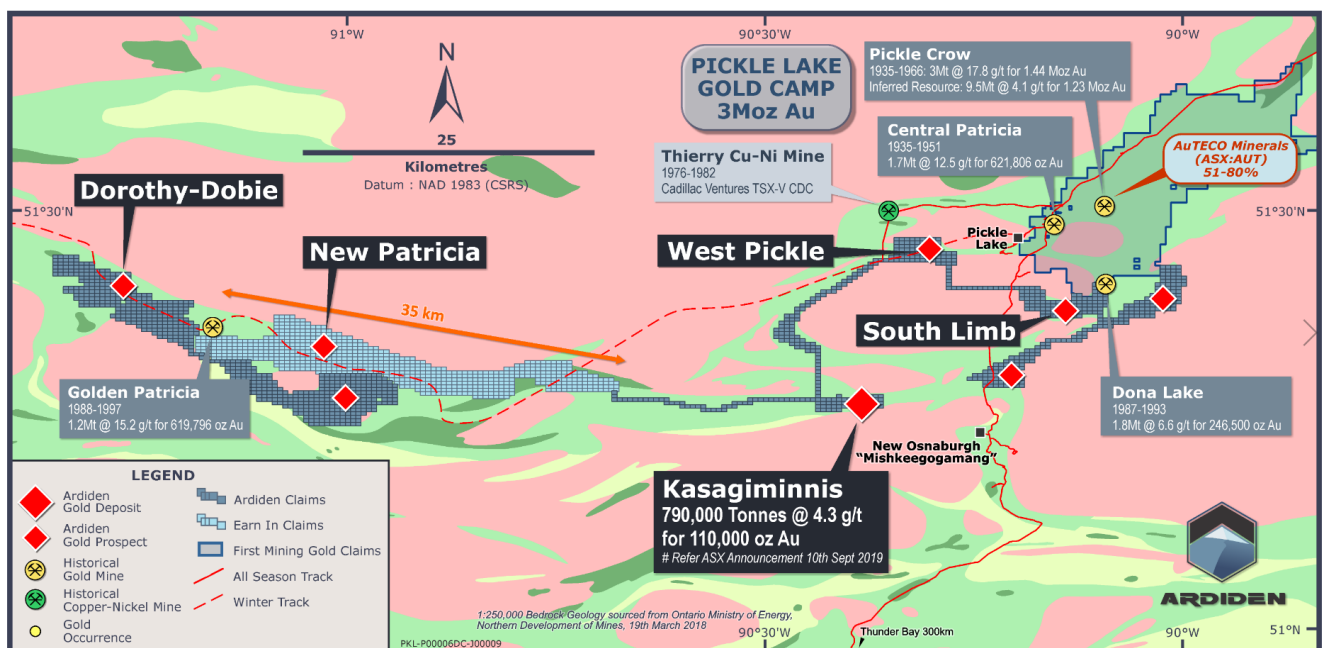 91°W
90°30'W
90°W
N
25
Kilometres
Datum : NAD 1983 (CSRS)
PICKLE LAKE
GOLD CAMP
3Moz Au
Pickle Crow
1935-1966: 3Mt @ 17.8 g/t for 1.44 Moz Au
Inferred Resource: 9.5Mt @ 4.1 g/t for 1.23 Moz Au
Central Patricia
1935-1951
1.7Mt @ 12.5 g/t for 621,806 oz Au
AuTECO Minerals
(ASX:AUT)
51-80%
Thierry Cu-Ni Mine
1976-1982
Cadillac Ventures TSX-V CDC
Dorothy-Dobie
51°30'N
51°30'N
New Patricia
West Pickle
Pickle
Lake
35 km
South Limb
Golden Patricia
1988-1997
1.2Mt @ 15.2 g/t for 619,796 oz Au
Dona Lake
1987-1993
1.8Mt @ 6.6 g/t for 246,500 oz Au
New Osnaburgh
"Mishkeegogamang"
Kasagiminnis
790,000 Tonnes @ 4.3 g/t
for 110,000 oz Au
# Refer ASX Announcement 10th Sept 2019
LEGEND
Ardiden
Gold Deposit
Ardiden
Gold Prospect
Historical
Gold Mine
Historical
Copper-Nickel Mine
Gold
Occurrence
Ardiden Claims
Earn In Claims
First Mining Gold Claims
All Season Track
Winter Track
ARDIDEN
1:250,000 Bedrock Geology sourced from Ontario Ministry of Energy,
Northern Development of Mines, 19th March 2018
PKL-P00006DC-J00009
90°30'W
Thunder Bay 300km
90°W
51°N